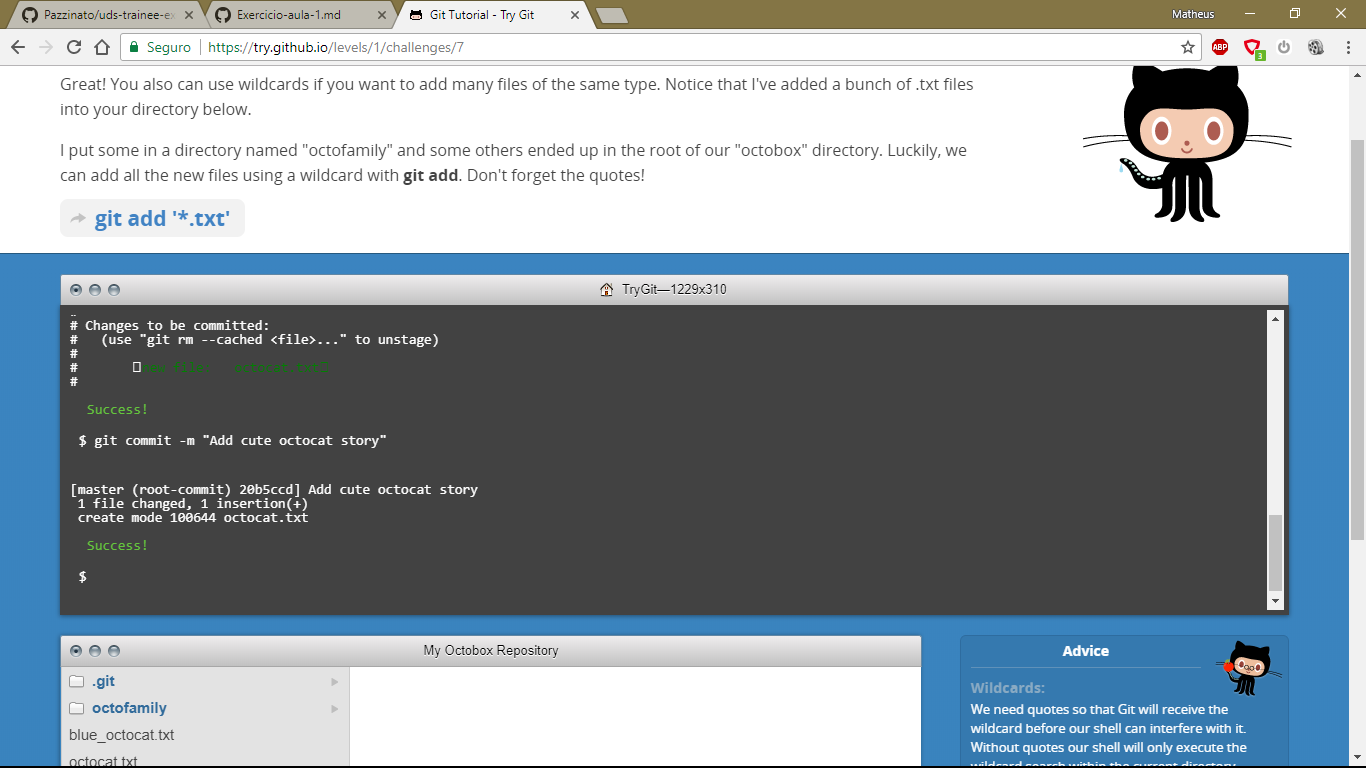 Pazzinato/uds-trainee-ex
Exercicio-aula-1.md
Git Tutorial - Try Git
Matheus
Seguro
https://try.github.io/levels/1/challenges/7
ABP
3
Great! You also can use wildcards if you want to add many files of the same type. Notice that I've added a bunch of .txt files
into your directory below.
I put some in a directory named "octofamily" and some others ended up in the root of our "octobox" directory. Luckily, we
can add all the new files using a wildcard with git add. Don't forget the quotes!
git add '*.txt'
TryGit—1229x310
# Changes to be committed:
#   (use "git rm --cached <file>..." to unstage)
#
#       new file:   octocat.txt
#
Success!
$ git commit -m "Add cute octocat story"
[master (root-commit) 20b5ccd] Add cute octocat story
1 file changed, 1 insertion(+)
create mode 100644 octocat.txt
Success!
$
My Octobox Repository
.git
octofamily
blue_octocat.txt
octocat.txt
Advice
Wildcards:
We need quotes so that Git will receive the
wildcard before our shell can interfere with it.
Without quotes our shell will only execute the
wildcard search within the current directory.